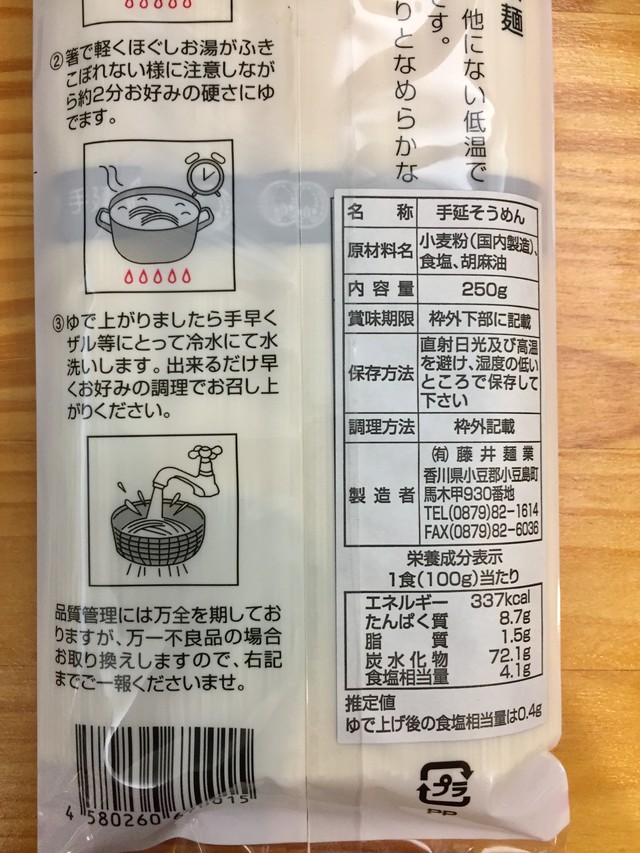 麺
他にない低温で
です。
りとなめらかな
②箸で軽くほぐしお湯がふき
こぼれない様に注意しなが
ら約2分お好みの硬さにゆ
でます。
③ゆで上がりましたら手早く
ザル等にとって冷水にて水
洗いします。出来るだけ早
くお好みの調理でお召し上
がりください。
品質管理には万全を期してお
りますが、万一不良品の場合
お取り換えしますので、右記
までご一報くださいませ。
4 580260
015
名称 手延そうめん
原材料名 小麦粉(国内製造)、
食塩、胡麻油
内容量 250g
賞味期限 枠外下部に記載
保存方法 直射日光及び高温
を避け、湿度の低い
ところで保存して
下さい
調理方法 枠外記載
製造者 ㈲藤井麺業
香川県小豆郡小豆島町
馬木甲930番地
TEL(0879)82-1614
FAX(0879)82-6036
栄養成分表示
1食(100g)当たり
エネルギー 337kcal
たんぱく質 8.7g
脂質 1.5g
炭水化物 72.1g
食塩相当量 4.1g
推定値
ゆで上げ後の食塩相当量は0.4g
プラ
PP